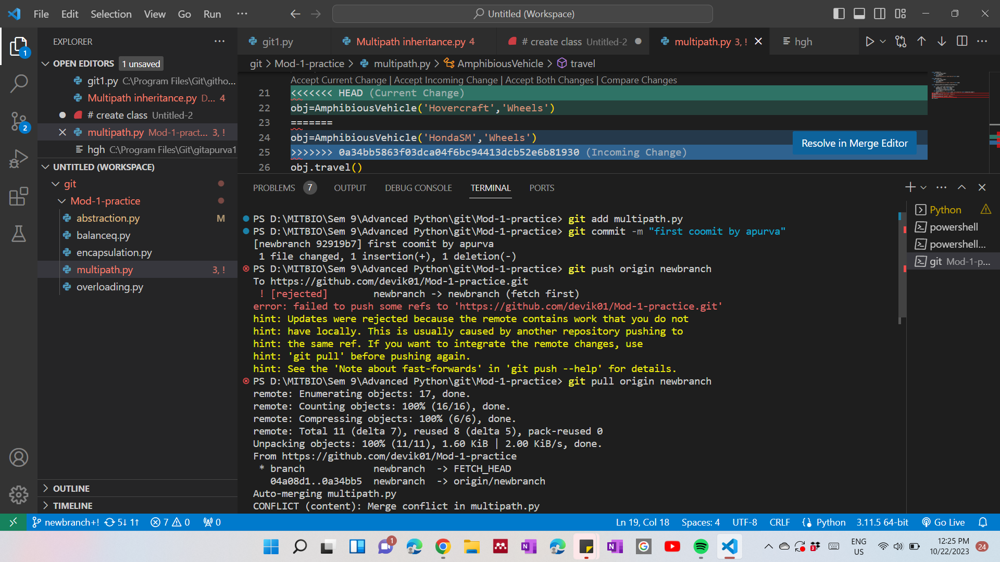 File Edit Selection View Go Run ···
Untitled (Workspace)
EXPLORER ···
OPEN EDITORS 1 unsaved
git1.py C:\Program Files\Git\githo...
Multipath inheritance.py D... 4
# create class Untitled-2
multipath.py Mod-1-pract... 3, !
hgh C:\Program Files\Git\gitapurva1
UNTITLED (WORKSPACE)
git
Mod-1-practice
abstraction.py M
balanceq.py
encapsulation.py
multipath.py 3, !
overloading.py
OUTLINE
TIMELINE
1
2
git1.py
Multipath inheritance.py 4
# create class Untitled-2
multipath.py 3, !
hgh
git > Mod-1-practice > multipath.py > AmphibiousVehicle > travel
Accept Current Change | Accept Incoming Change | Accept Both Changes | Compare Changes
21 <<<<<<< HEAD (Current Change)
22 obj=AmphibiousVehicle('Hovercraft','Wheels')
23 =======
24 obj=AmphibiousVehicle('HondaSM','Wheels')
25 >>>>>>> 0a34bb5863f03dca04f6bc94413dcb52e6b81930 (Incoming Change)
26 obj.travel()
Resolve in Merge Editor
PROBLEMS 7 OUTPUT DEBUG CONSOLE TERMINAL PORTS
PS D:\MITBIO\Sem 9\Advanced Python\git\Mod-1-practice> git add multipath.py
PS D:\MITBIO\Sem 9\Advanced Python\git\Mod-1-practice> git commit -m "first coomit by apurva"
[newbranch 92919b7] first coomit by apurva
1 file changed, 1 insertion(+), 1 deletion(-)
PS D:\MITBIO\Sem 9\Advanced Python\git\Mod-1-practice> git push origin newbranch
To https://github.com/devik01/Mod-1-practice.git
! [rejected] newbranch -> newbranch (fetch first)
error: failed to push some refs to 'https://github.com/devik01/Mod-1-practice.git'
hint: Updates were rejected because the remote contains work that you do not
hint: have locally. This is usually caused by another repository pushing to
hint: the same ref. If you want to integrate the remote changes, use
hint: 'git pull' before pushing again.
hint: See the 'Note about fast-forwards' in 'git push --help' for details.
PS D:\MITBIO\Sem 9\Advanced Python\git\Mod-1-practice> git pull origin newbranch
remote: Enumerating objects: 17, done.
remote: Counting objects: 100% (16/16), done.
remote: Compressing objects: 100% (6/6), done.
remote: Total 11 (delta 7), reused 8 (delta 5), pack-reused 0
Unpacking objects: 100% (11/11), 1.60 KiB | 2.00 KiB/s, done.
From https://github.com/devik01/Mod-1-practice
* branch newbranch -> FETCH_HEAD
04a08d1..0a34bb5 newbranch -> origin/newbranch
Auto-merging multipath.py
CONFLICT (content): Merge conflict in multipath.py
Python
powershell
powershell...
git Mod-1-p...
newbranch+! 5↓ 1↑ 7 0 0
Ln 19, Col 18 Spaces: 4 UTF-8 CRLF Python 3.11.5 64-bit Go Live
1
ENG
US
12:25 PM
10/22/2023
24